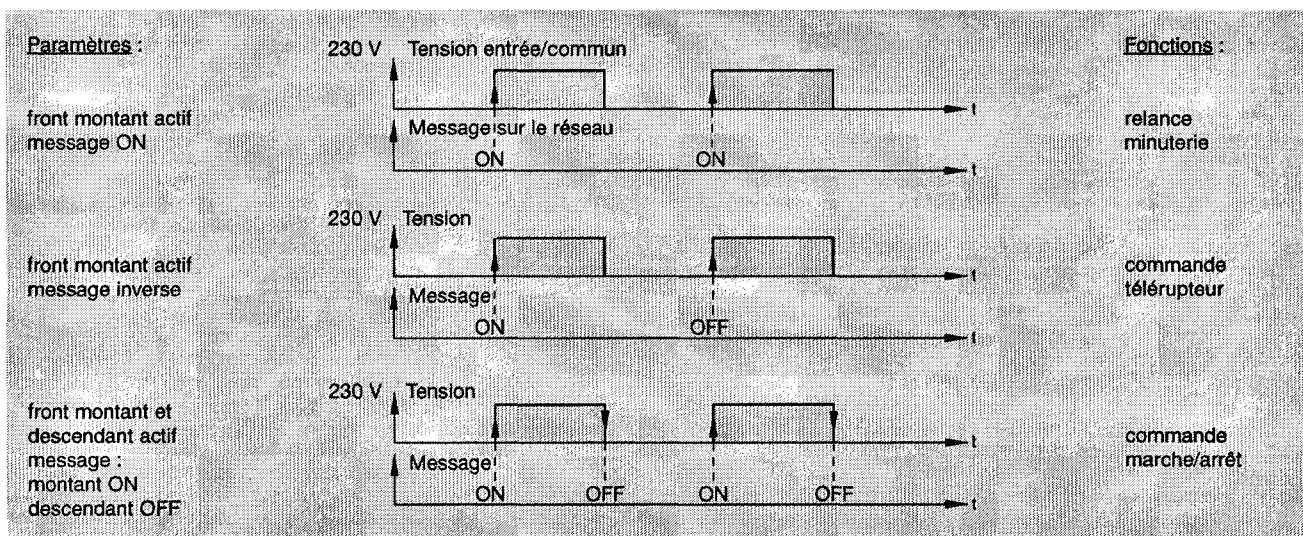 Paramètres :
230 V Tension entrée/commun
Fonctions :
front montant actif
message ON
t
Message sur le réseau
ON ON
t
relance
minuterie
230 V Tension
front montant actif
message inverse
t
Message
ON OFF
t
commande
télérupteur
230 V Tension
front montant et
descendant actif
message :
montant ON
descendant OFF
t
Message
ON OFF ON OFF
t
commande
marche/arrêt